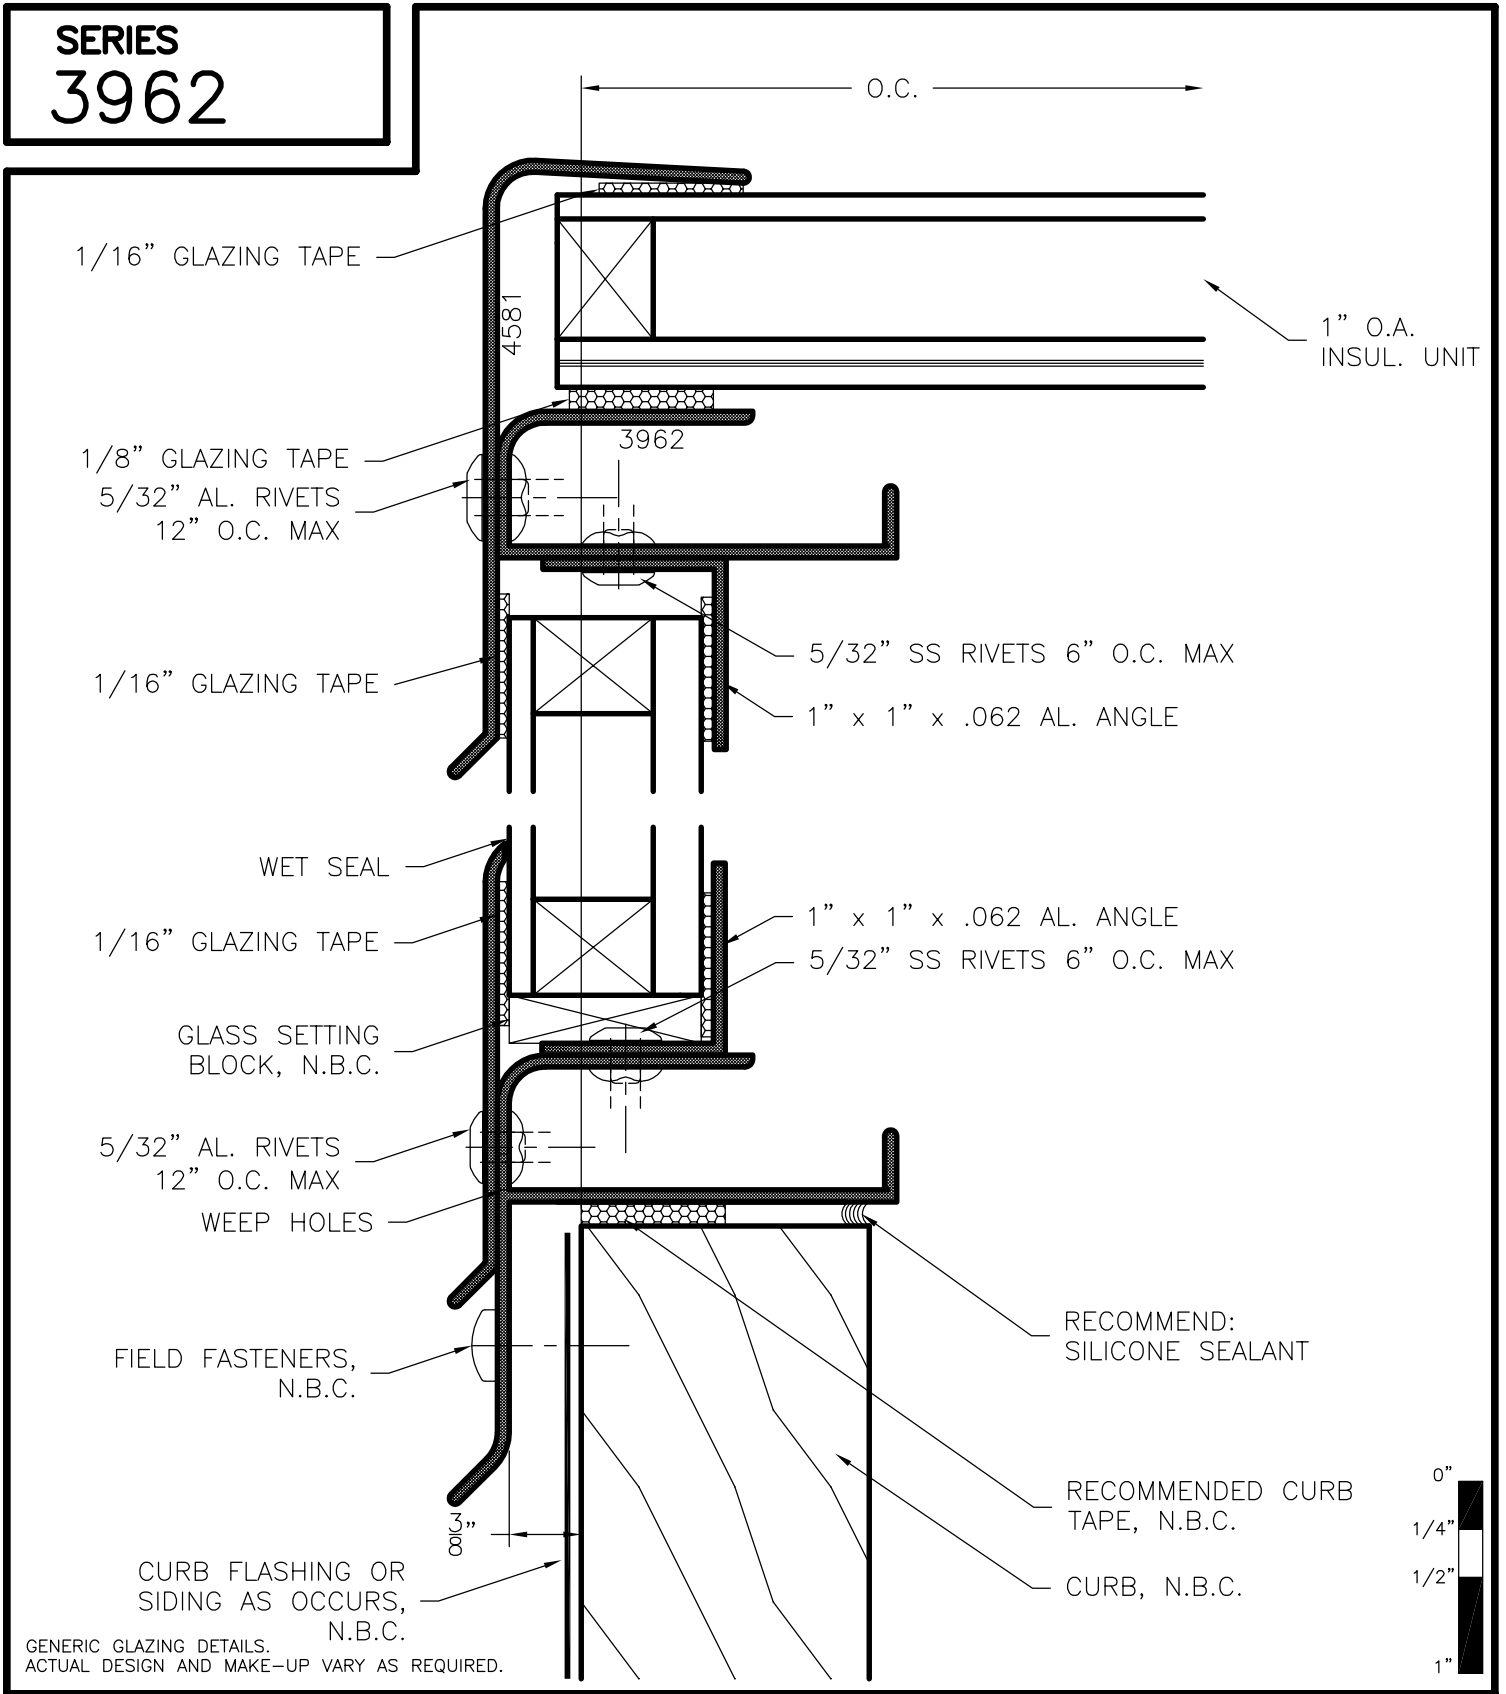 SERIES
3962
O.C.
1/16” GLAZING TAPE
4581
1” O.A.
INSUL. UNIT
3962
1/8” GLAZING TAPE
5/32” AL. RIVETS
12” O.C. MAX
5/32” SS RIVETS 6” O.C. MAX
1/16” GLAZING TAPE
1” x 1” x .062 AL. ANGLE
WET SEAL
1/16” GLAZING TAPE
1” x 1” x .062 AL. ANGLE
5/32” SS RIVETS 6” O.C. MAX
GLASS SETTING
BLOCK, N.B.C.
5/32” AL. RIVETS
12” O.C. MAX
WEEP HOLES
RECOMMEND:
SILICONE SEALANT
FIELD FASTENERS,
N.B.C.
RECOMMENDED CURB
TAPE, N.B.C.
3/8”
CURB FLASHING OR
SIDING AS OCCURS,
N.B.C.
CURB, N.B.C.
0”
1/4”
1/2”
1”
GENERIC GLAZING DETAILS.
ACTUAL DESIGN AND MAKE–UP VARY AS REQUIRED.